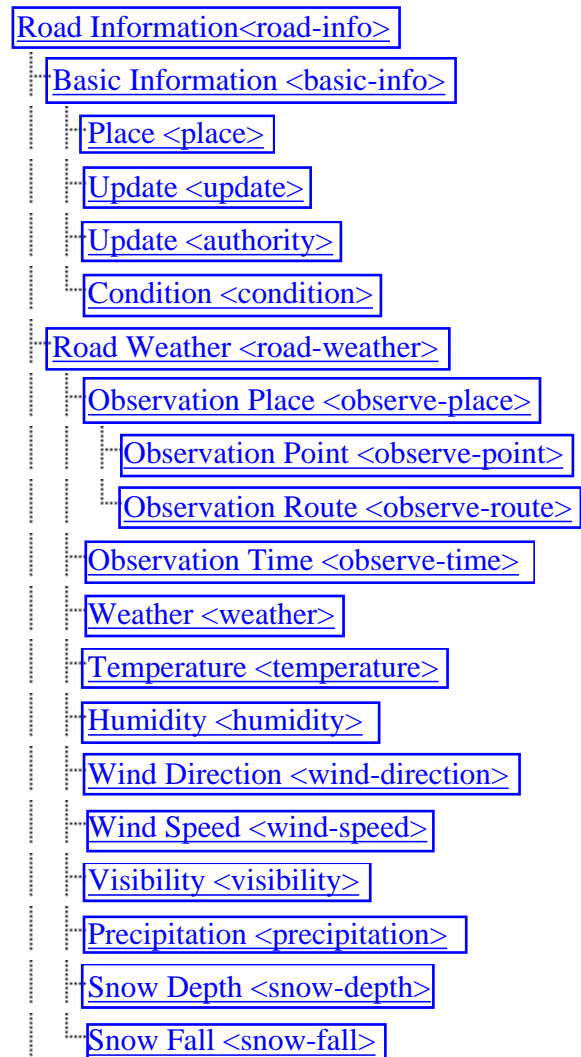 Road Information<road-info>
Basic Information <basic-info>
Place <place>
Update <update>
Update <authority>
Condition <condition>
Road Weather <road-weather>
Observation Place <observe-place>
Observation Point <observe-point>
Observation Route <observe-route>
Observation Time <observe-time>
Weather <weather>
Temperature <temperature>
Humidity <humidity>
Wind Direction <wind-direction>
Wind Speed <wind-speed>
Visibility <visibility>
Precipitation <precipitation>
Snow Depth <snow-depth>
Snow Fall <snow-fall>